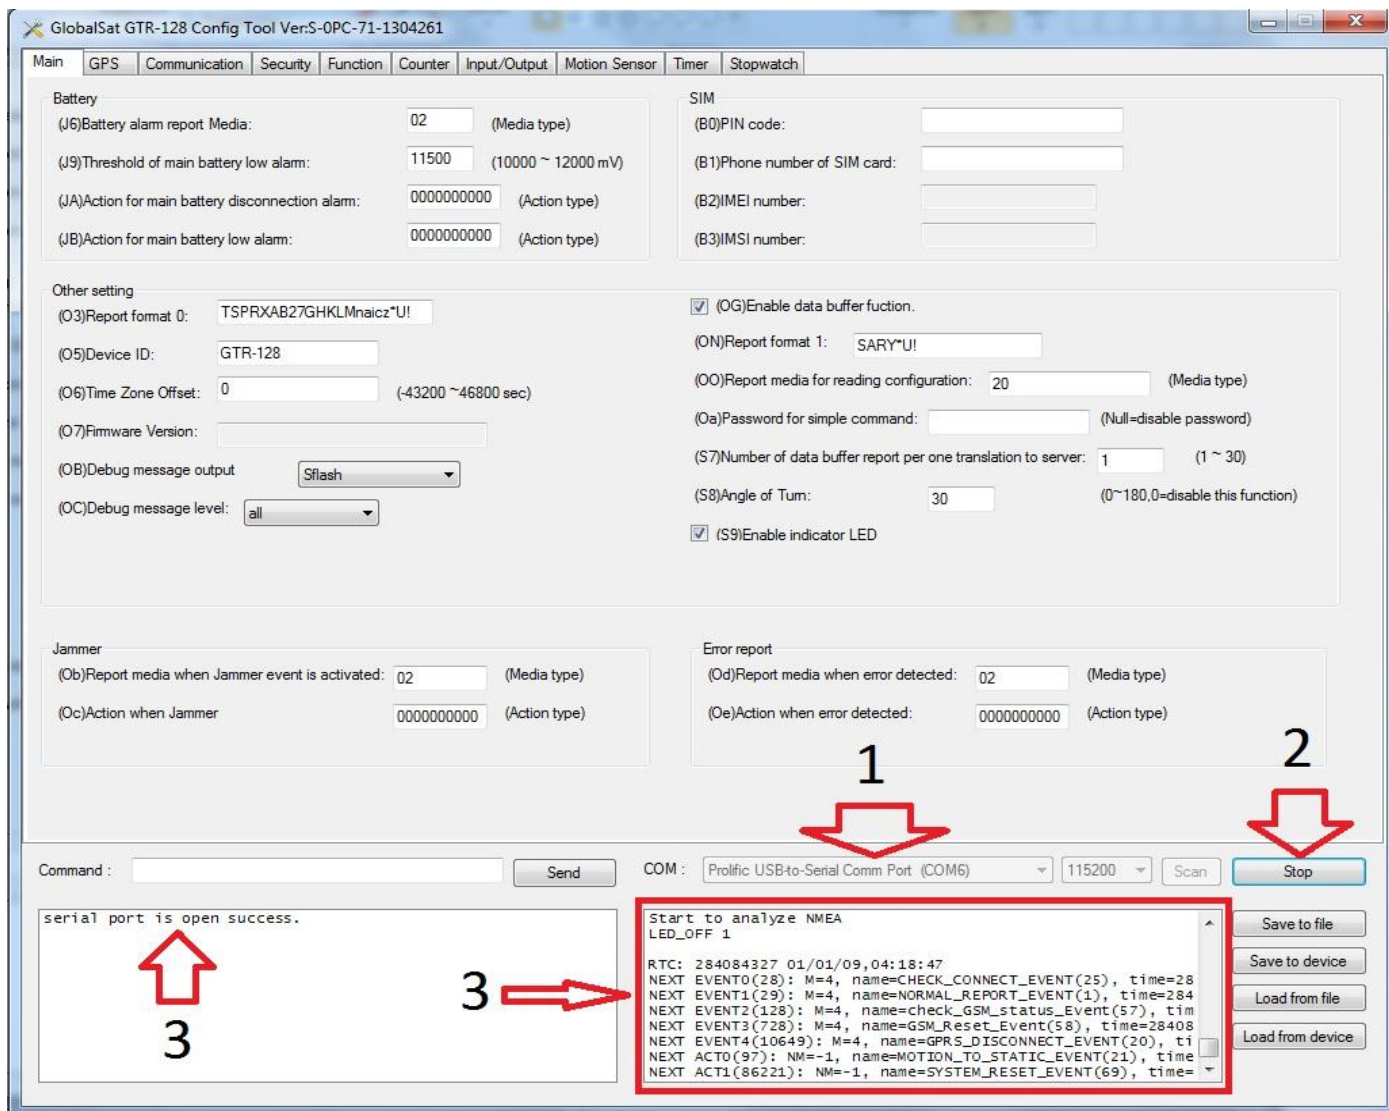 GlobalSat GTR-128 Config Tool Ver:S-0PC-71-1304261
Main GPS Communication Security Function Counter Input/Output Motion Sensor Timer Stopwatch
Battery
(J6)Battery alarm report Media: 02 (Media type)
(J9)Threshold of main battery low alarm: 11500 (10000 ~ 12000 mV)
(JA)Action for main battery disconnection alarm: 0000000000 (Action type)
(JB)Action for main battery low alarm: 0000000000 (Action type)
SIM
(B0)PIN code:
(B1)Phone number of SIM card:
(B2)IMEI number:
(B3)IMSI number:
Other setting
(O3)Report format 0: TSPRXAB27GHKLMnaicz*U!
(O5)Device ID: GTR-128
(O6)Time Zone Offset: 0 (-43200 ~46800 sec)
(O7)Firmware Version:
(OB)Debug message output Sflash
(OC)Debug message level: all
(OG)Enable data buffer fuction.
(ON)Report format 1: SARY*U!
(OO)Report media for reading configuration: 20 (Media type)
(Oa)Password for simple command: (Null=disable password)
(S7)Number of data buffer report per one translation to server: 1 (1 ~ 30)
(S8)Angle of Turn: 30 (0~180,0=disable this function)
(S9)Enable indicator LED
Jammer
(Ob)Report media when Jammer event is activated: 02 (Media type)
(Oc)Action when Jammer 0000000000 (Action type)
Error report
(Od)Report media when error detected: 02 (Media type)
(Oe)Action when error detected: 0000000000 (Action type)
1
2
Command : Send
COM : Prolific USB-to-Serial Comm Port (COM6) 115200 Scan Stop
serial port is open success.
3
3
Start to analyze NMEA
LED_OFF 1
RTC: 284084327 01/01/09,04:18:47
NEXT EVENT0(28): M=4, name=CHECK_CONNECT_EVENT(25), time=28
NEXT EVENT1(29): M=4, name=NORMAL_REPORT_EVENT(1), time=284
NEXT EVENT2(128): M=4, name=check_GSM_status_Event(57), tim
NEXT EVENT3(728): M=4, name=GSM_Reset_Event(58), time=28408
NEXT EVENT4(10649): M=4, name=GPRS_DISCONNECT_EVENT(20), ti
NEXT ACT0(97): NM=-1, name=MOTION_TO_STATIC_EVENT(21), time
NEXT ACT1(86221): NM=-1, name=SYSTEM_RESET_EVENT(69), time=
Save to file
Save to device
Load from file
Load from device